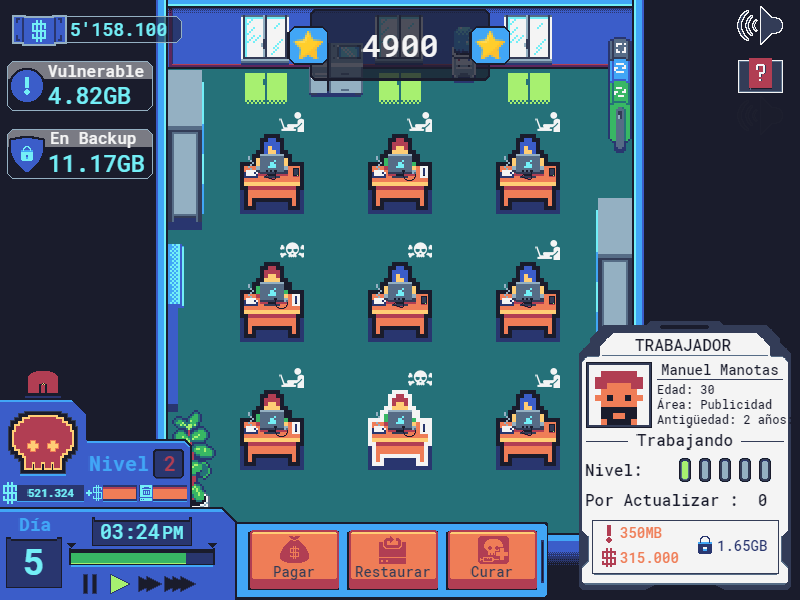 5'158.100
4900
?
Vulnerable
4.82GB
En Backup
11.17GB
TRABAJADOR
Manuel Manotas
Edad: 30
Área: Publicidad
Antigüedad: 2 años
Trabajando
Nivel:
Por Actualizar : 0
350MB
315.000
1.65GB
Nivel 2
521.324
Día
5
03:24PM
Pagar
Restaurar
Curar